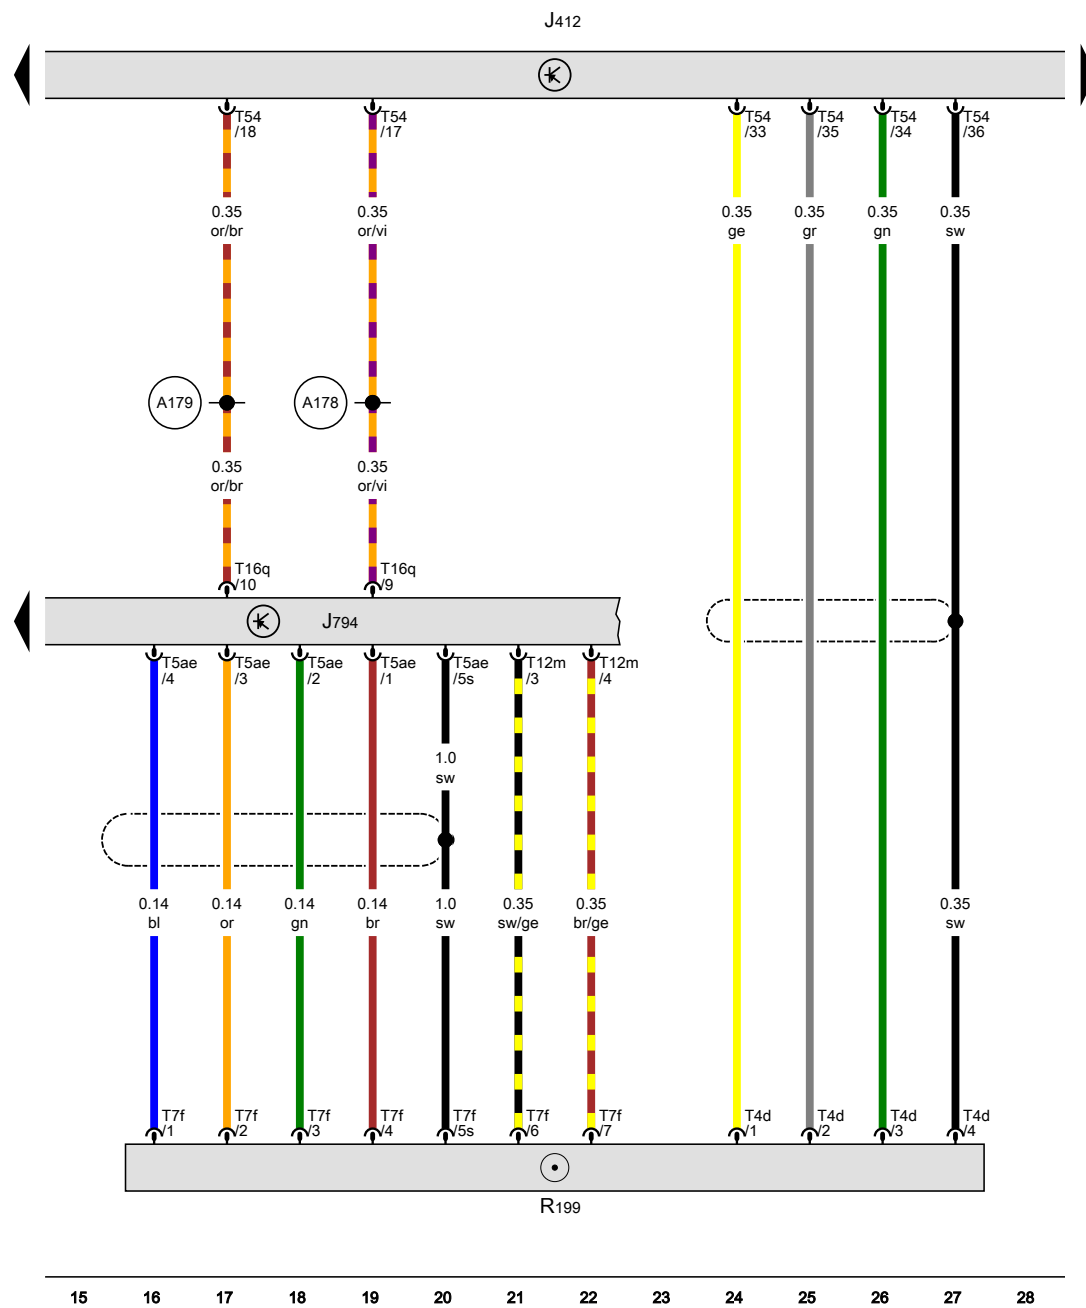 J412
T54 T54 T54 T54 T54 T54
/18 /17 /33 /35 /34 /36
0.35 0.35 0.35 0.35 0.35 0.35
or/br or/vi ge gr gn sw
A179 A178
0.35 0.35
or/br or/vi
T16q T16q
/10 /9
J794
T5ae T5ae T5ae T5ae T5ae T12m T12m
/4 /3 /2 /1 /5s /3 /4
1.0
sw
0.14 0.14 0.14 0.14 1.0 0.35 0.35 0.35
bl or gn br sw sw/ge br/ge sw
T7f T7f T7f T7f T7f T7f T7f T4d T4d T4d T4d
/1 /2 /3 /4 /5s /6 /7 /1 /2 /3 /4
R199
15 16 17 18 19 20 21 22 23 24 25 26 27 28